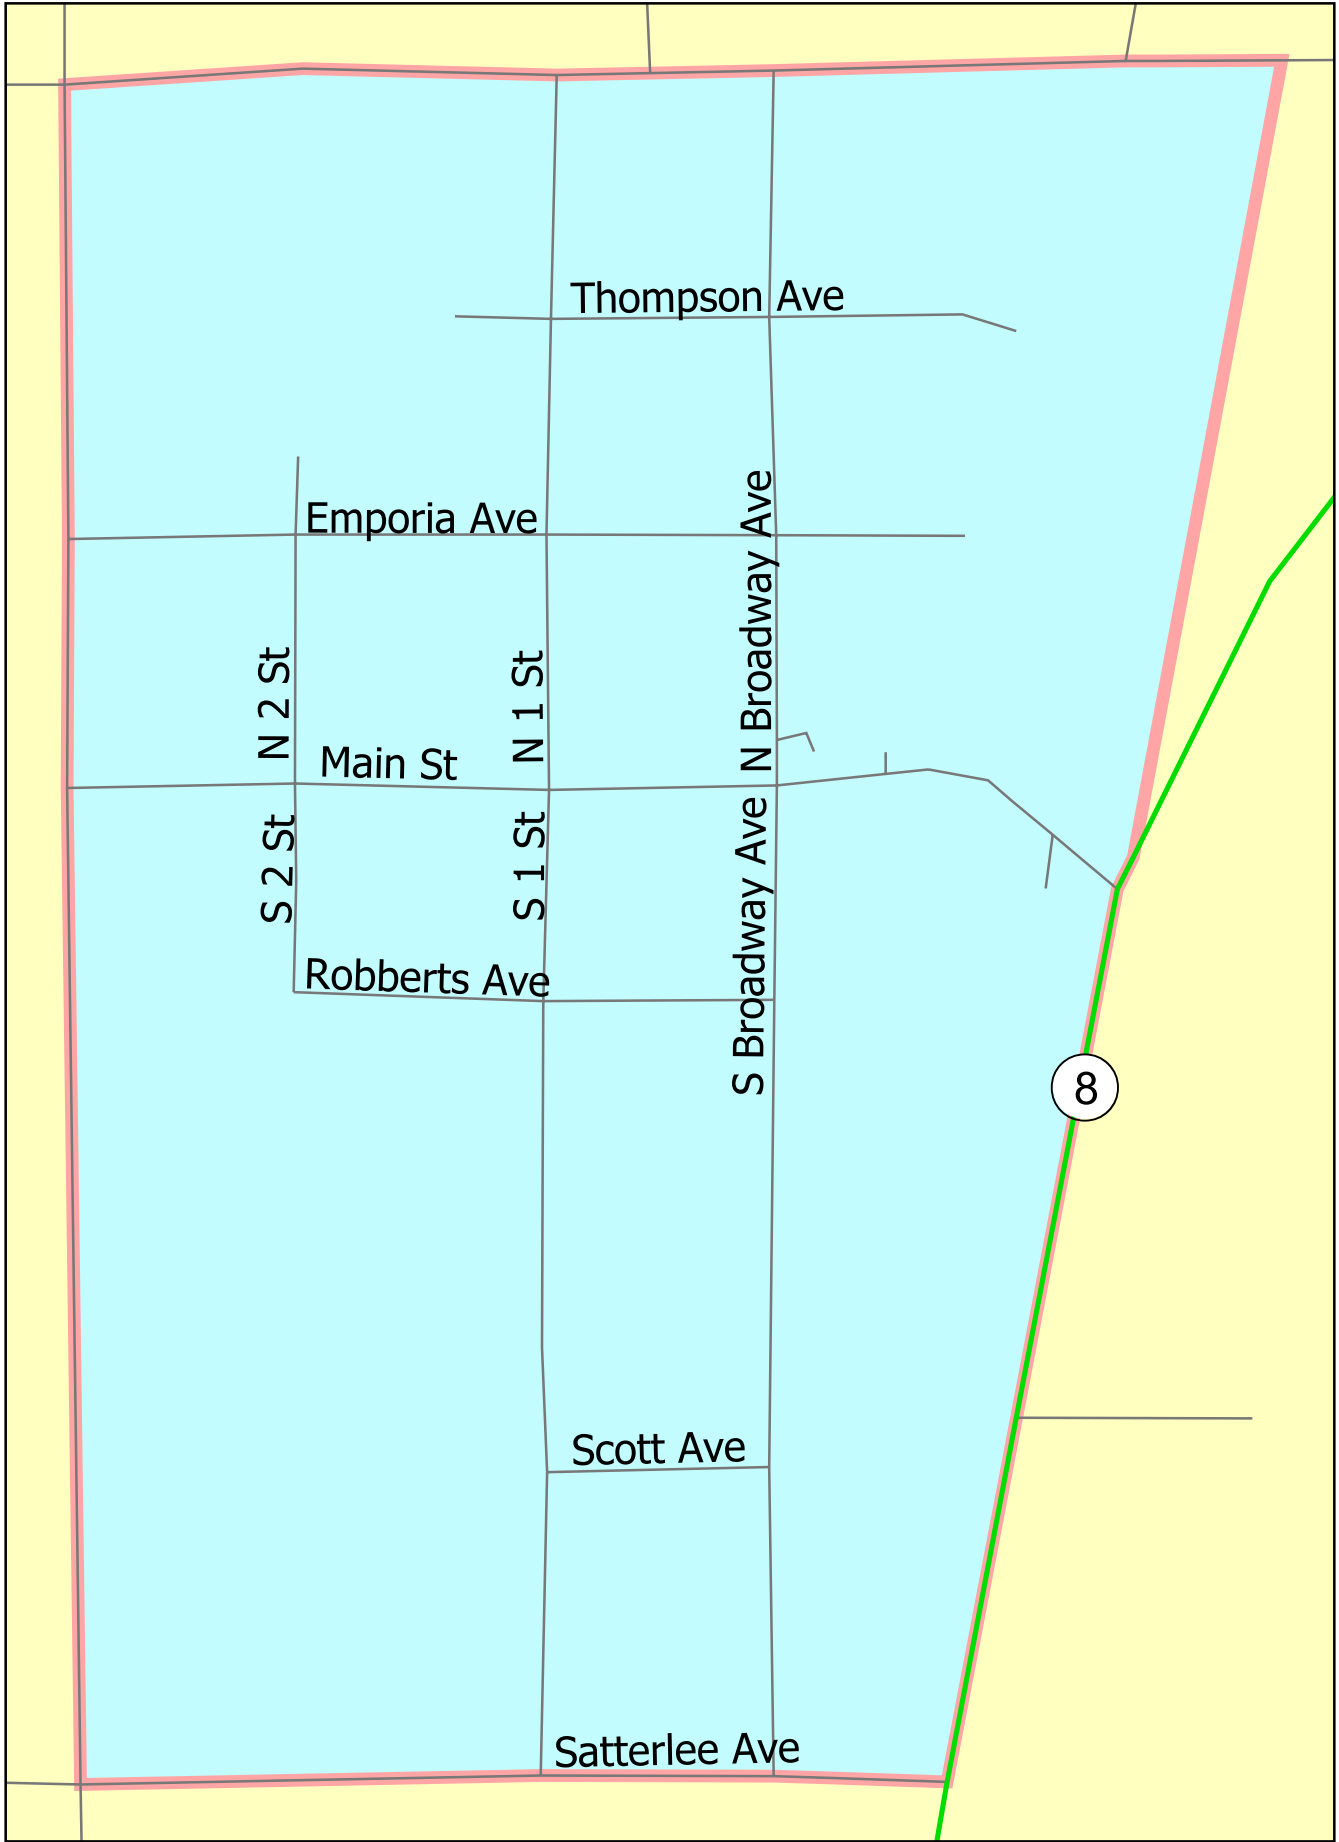 Thompson Ave
Emporia Ave
N Broadway Ave
N 2 St
N 1 St
Main St
S 2 St
S 1 St
S Broadway Ave
Robberts Ave
8
Scott Ave
Satterlee Ave